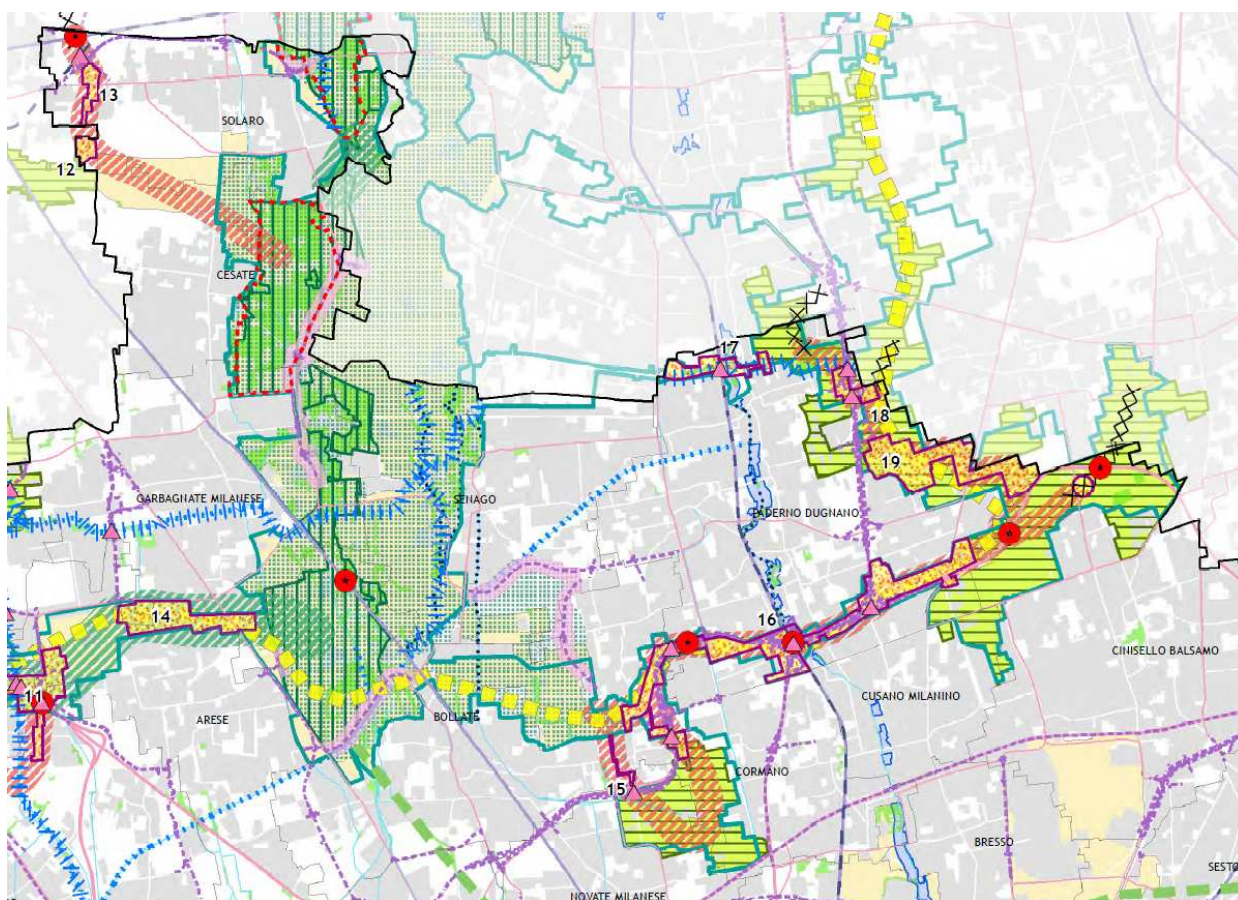 13
SOLARO
12
CESATE
17
18
19
GARBAGNATE MILANESE
SENAGO
PADERNO DUGNANO
14
16
CINISELLO BALSAMO
11
ARESE
BOLLATE
CUSANO MILANINO
CORMANO
15
BRESSO
SESTO
NOVATE MILANESE